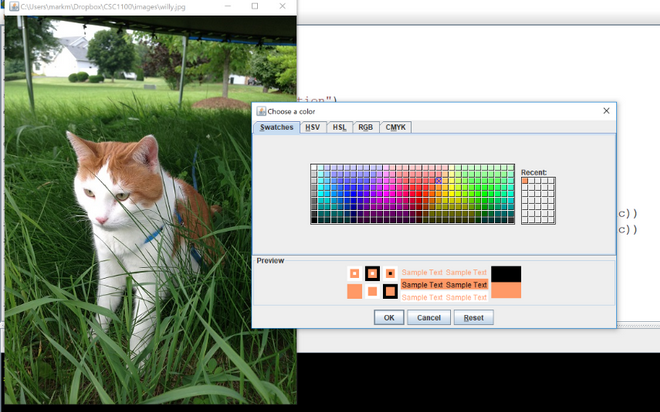 C:\Users\markm\Dropbox\CSC1100\images\willy.jpg
tion")
Choose a color
Swatches HSV HSL RGB CMYK
Recent:
c))
c))
Preview
Sample Text Sample Text
Sample Text Sample Text
Sample Text Sample Text
OK Cancel Reset